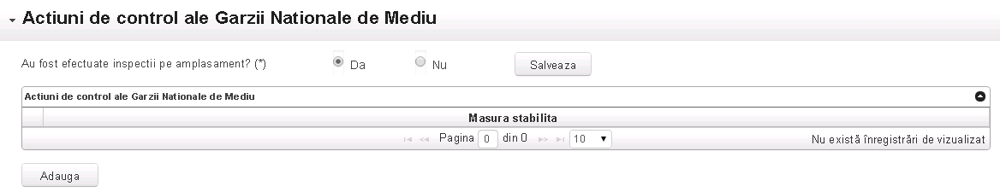 Actiuni de control ale Garzii Nationale de Mediu
Au fost efectuate inspectii pe amplasament? (*) Da Nu Salveaza
Actiuni de control ale Garzii Nationale de Mediu
Masura stabilita
Pagina 0 din 0 10 Nu există înregistrări de vizualizat
Adauga